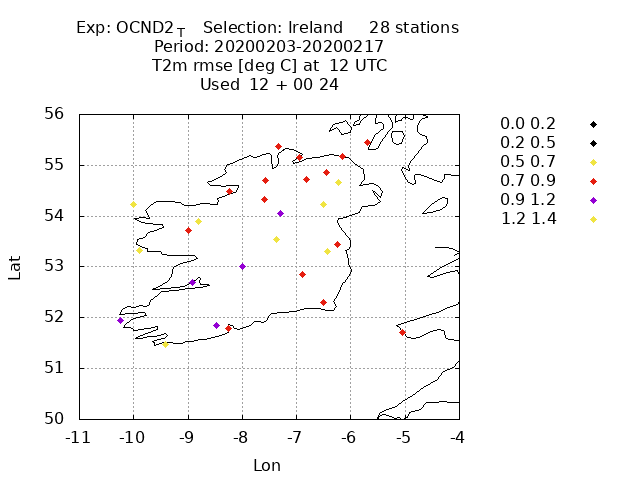 Exp: OCND2T Selection: Ireland 28 stations
Period: 20200203-20200217
T2m rmse [deg C] at 12 UTC
Used 12 + 00 24
0.0 0.2
0.2 0.5
0.5 0.7
0.7 0.9
0.9 1.2
1.2 1.4
56
55
54
53
52
51
50
Lat
-11 -10 -9 -8 -7 -6 -5 -4
Lon